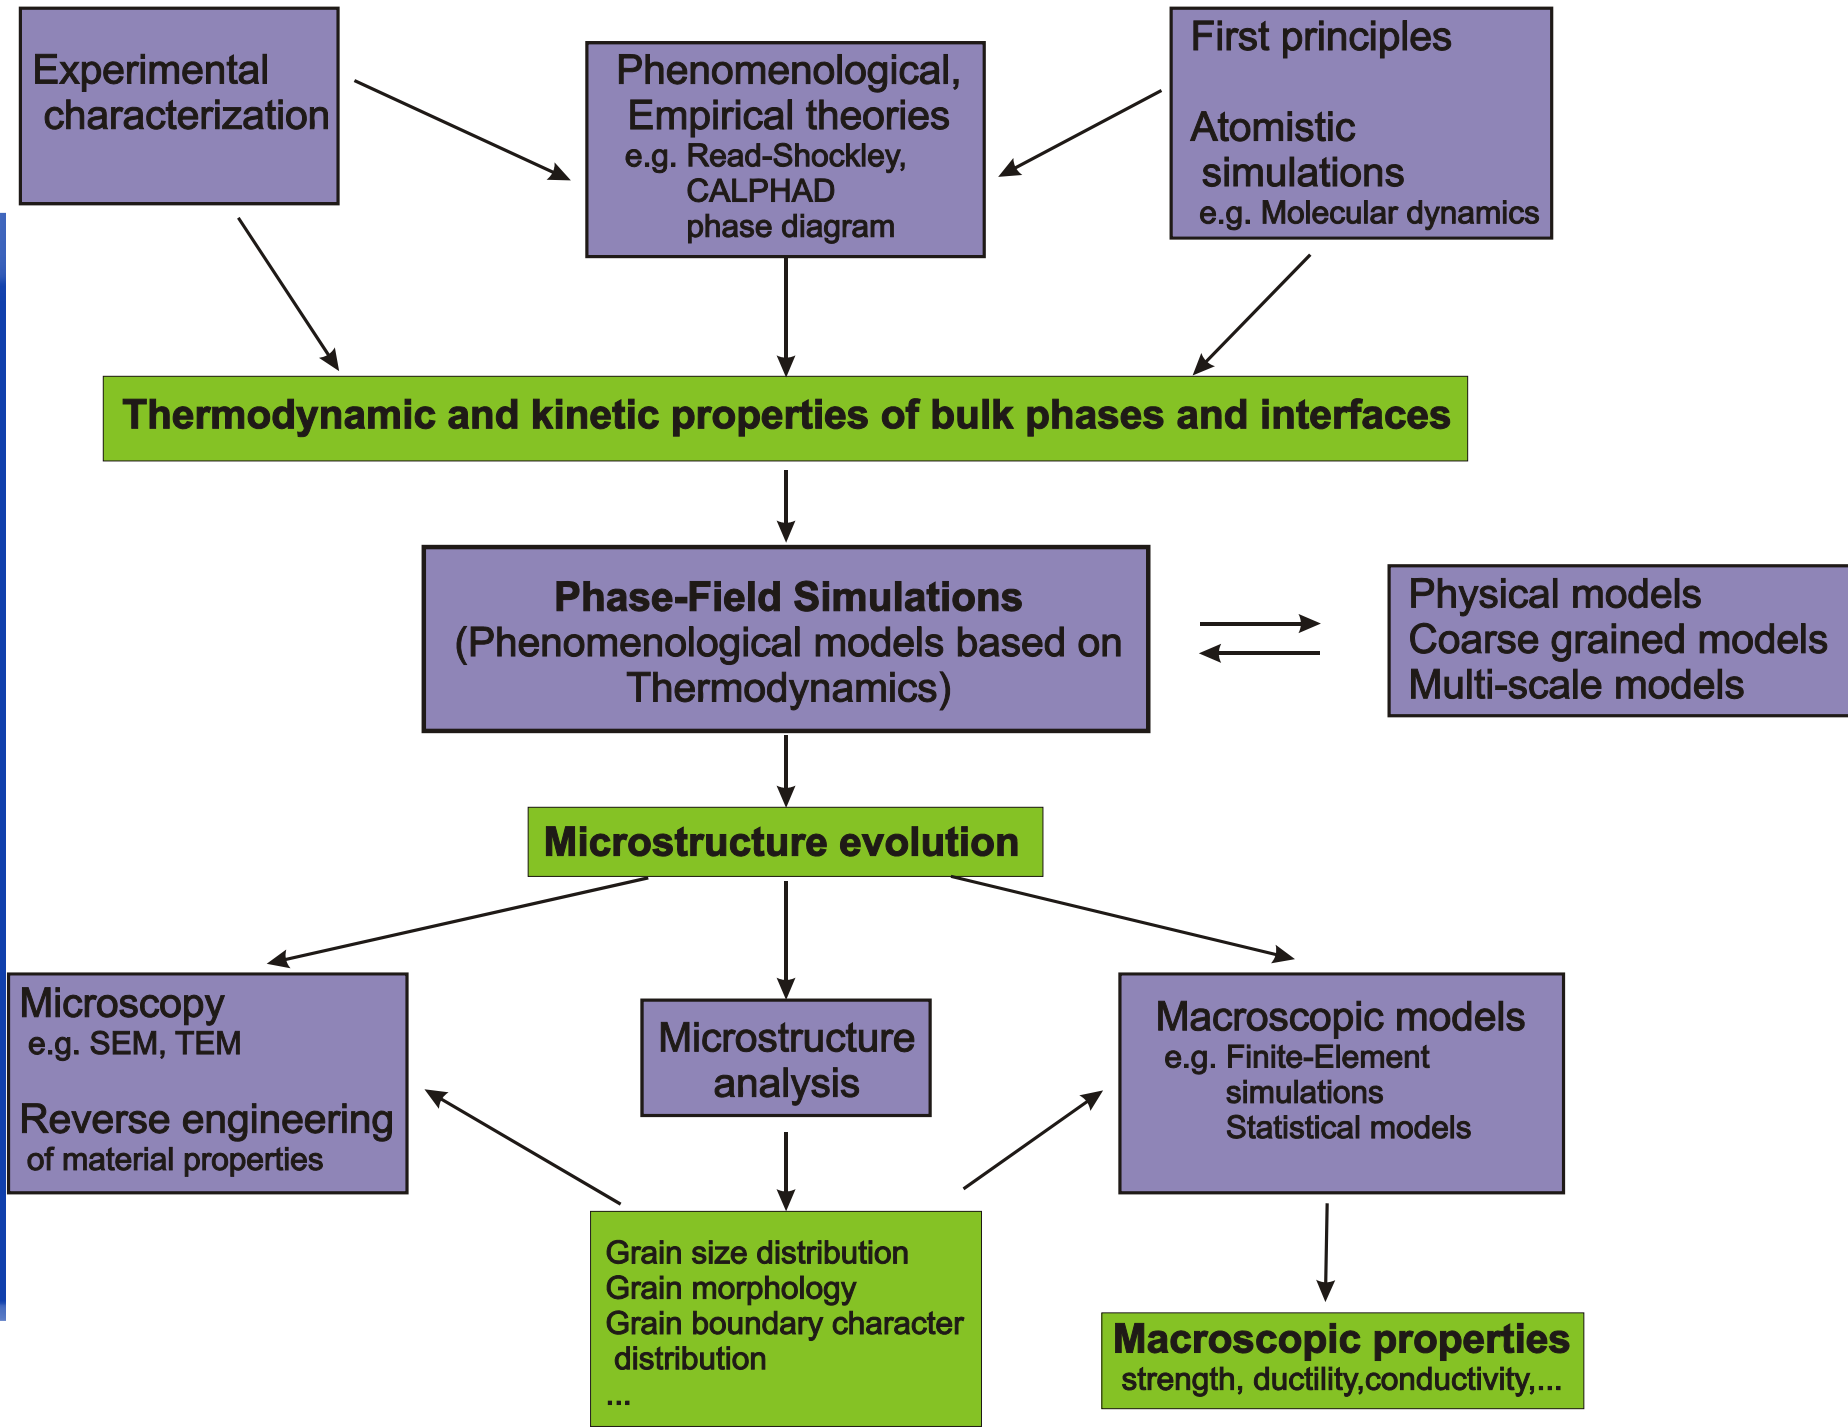 Experimental
characterization
Phenomenological,
Empirical theories
e.g. Read-Shockley,
CALPHAD
phase diagram
First principles
Atomistic
simulations
e.g. Molecular dynamics
Thermodynamic and kinetic properties of bulk phases and interfaces
Phase-Field Simulations
(Phenomenological models based on
Thermodynamics)
Physical models
Coarse grained models
Multi-scale models
Microstructure evolution
Microscopy
e.g. SEM, TEM
Reverse engineering
of material properties
Microstructure
analysis
Macroscopic models
e.g. Finite-Element
simulations
Statistical models
Grain size distribution
Grain morphology
Grain boundary character
distribution
...
Macroscopic properties
strength, ductility,conductivity,...